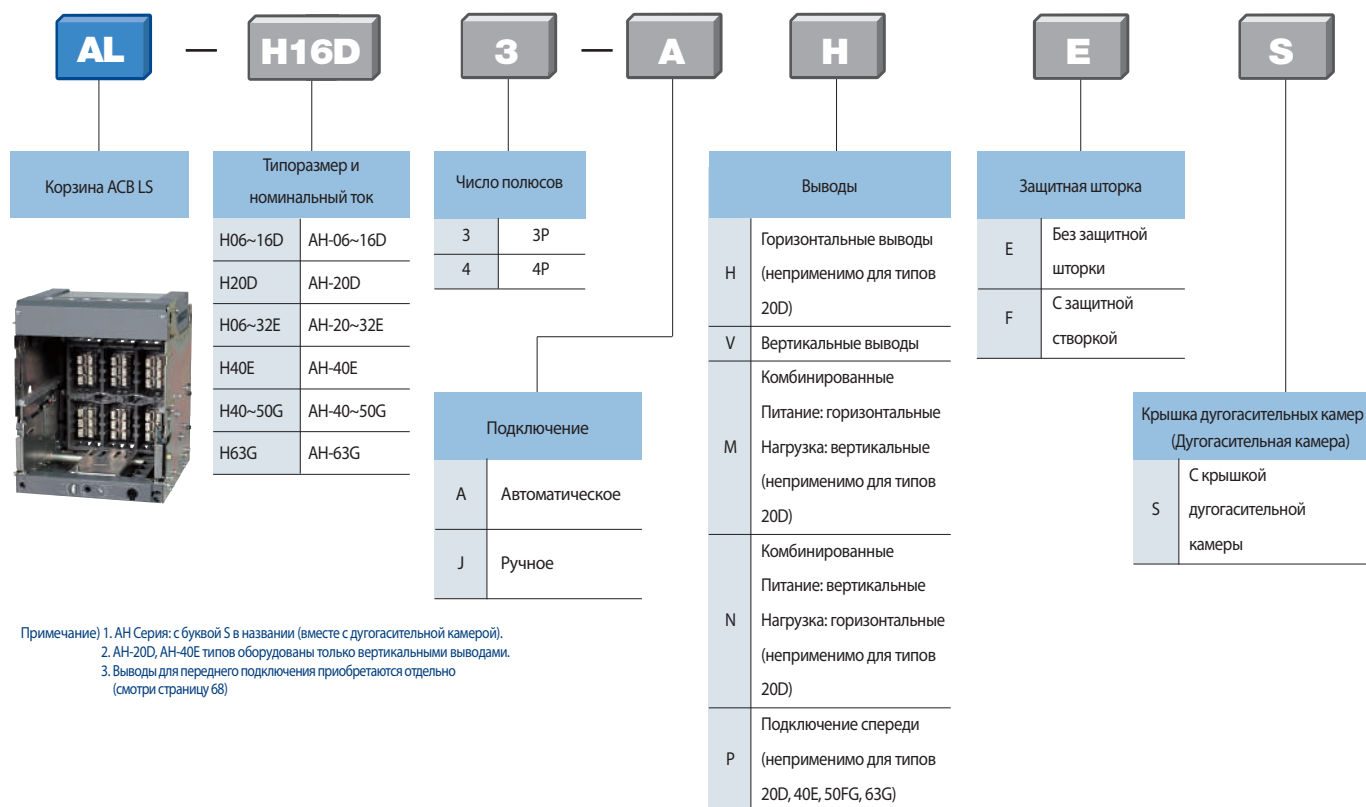 AL — H16D 3 — A H E S
Корзина ACB LS
Типоразмер и
номинальный ток
H06~16D AH-06~16D
H20D AH-20D
H06~32E AH-20~32E
H40E AH-40E
H40~50G AH-40~50G
H63G AH-63G
Число полюсов
3 3P
4 4P
Подключение
A Автоматическое
J Ручное
Выводы
H
Горизонтальные выводы
(неприменимо для типов
20D)
V Вертикальные выводы
M
Комбинированные
Питание: горизонтальные
Нагрузка: вертикальные
(неприменимо для типов
20D)
N
Комбинированные
Питание: вертикальные
Нагрузка: горизонтальные
(неприменимо для типов
20D)
P
Подключение спереди
(неприменимо для типов
20D, 40E, 50FG, 63G)
Защитная шторка
E
Без защитной
шторки
F
С защитной
створкой
Крышка дугогасительных камер
(Дугогасительная камера)
S
С крышкой
дугогасительной
камеры
Примечание) 1. АН Серия: с буквой S в названии (вместе с дугогасительной камерой).
2. AH-20D, AH-40E типов оборудованы только вертикальными выводами.
3. Выводы для переднего подключения приобретаются отдельно
(смотри страницу 68)